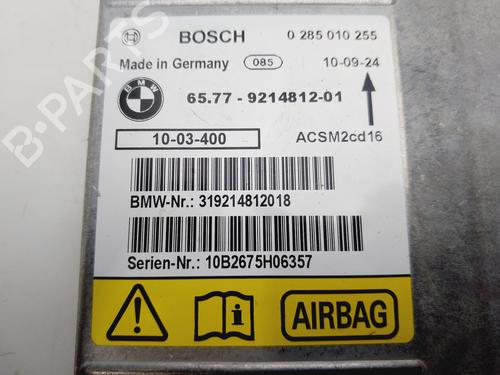 BOSCH 0 285 010 255
Made in Germany 085 10-09-24
BMW
65.77 - 9214812-01
10-03-400 ACSM2cd16
BMW-Nr.: 319214812018
Serien-Nr.: 10B2675H06357
AIRBAG